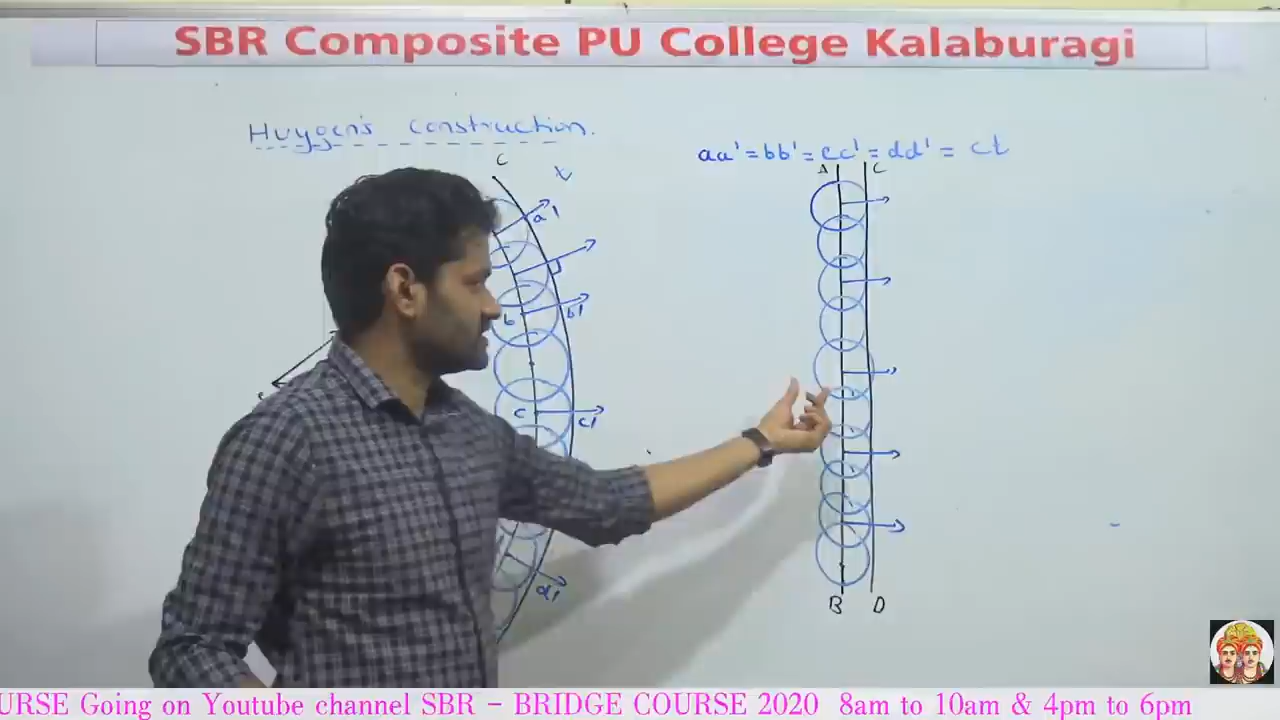 SBR Composite PU College Kalaburagi
Huygen's construction.
aa' = bb' = cc' = dd' = ct
A C
C
a'
b b'
c c'
d'
B D
URSE Going on Youtube channel SBR - BRIDGE COURSE 2020 8am to 10am & 4pm to 6pm